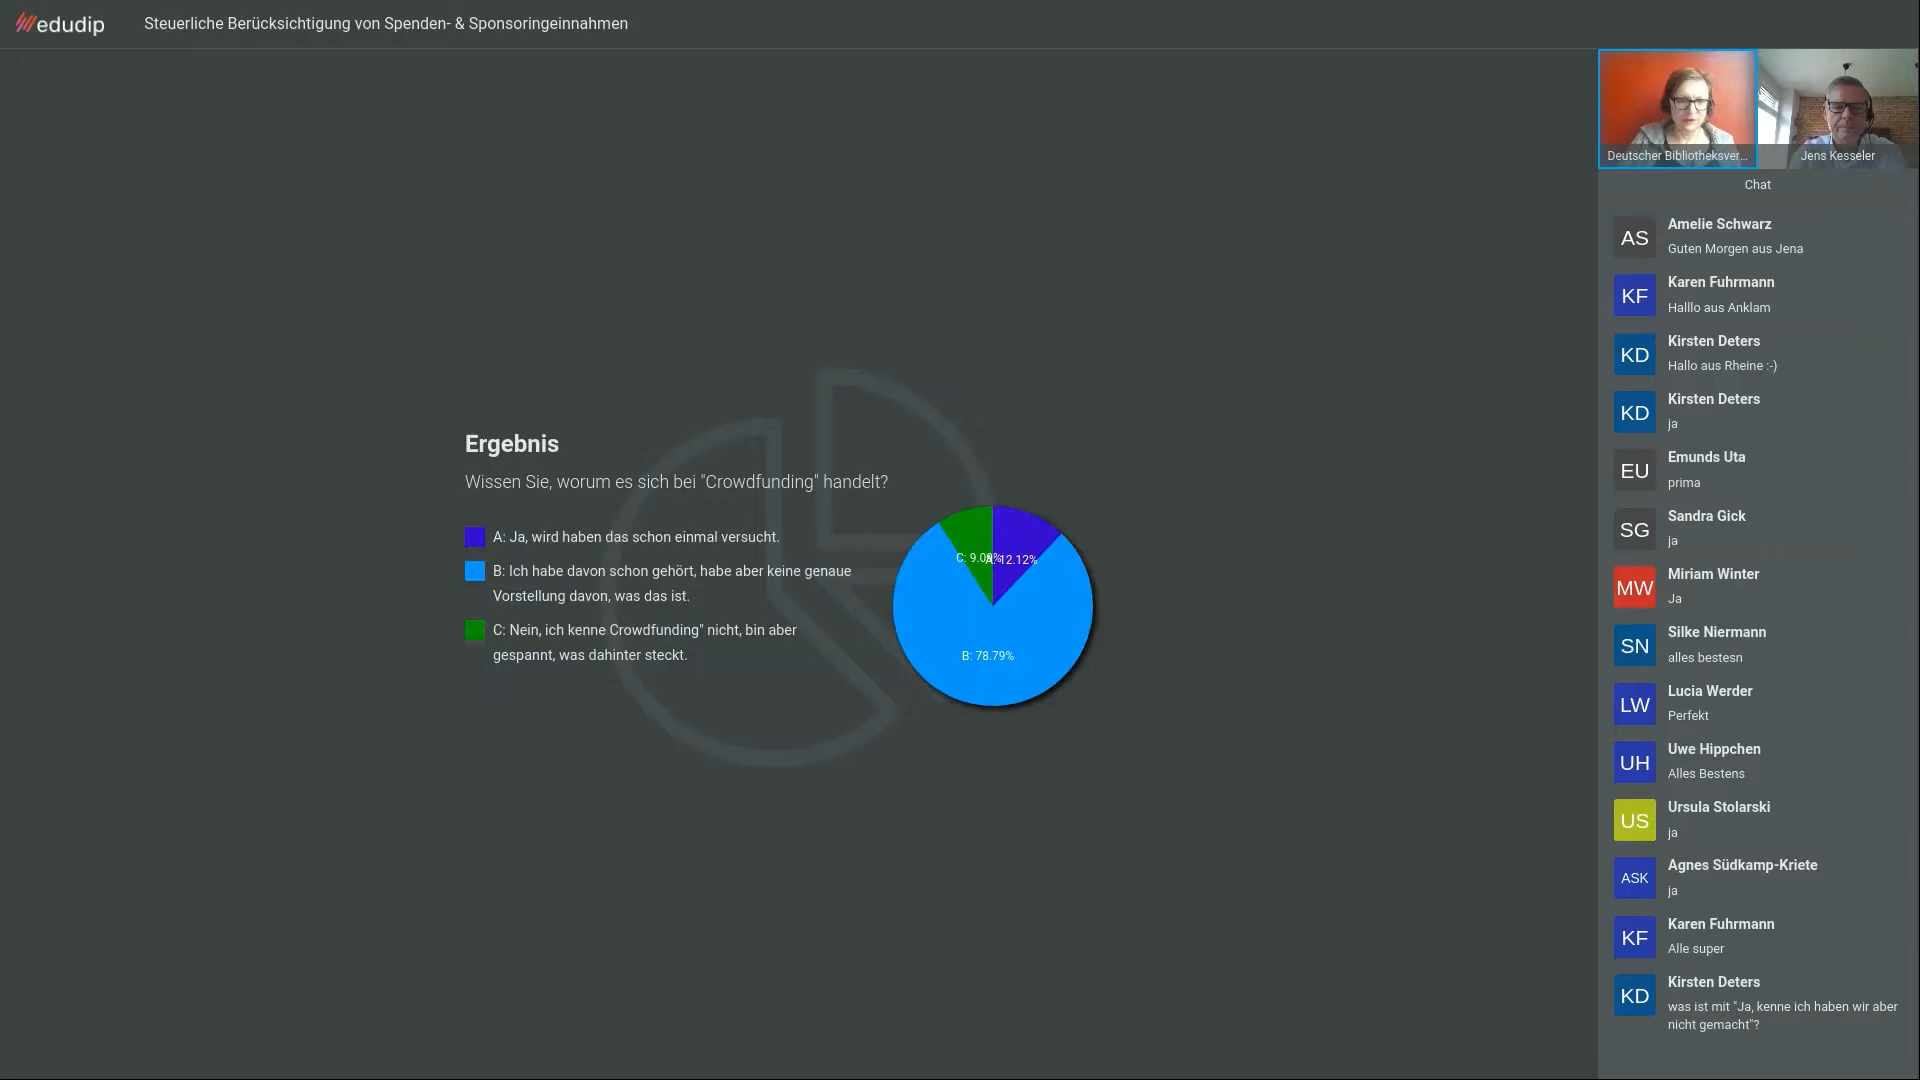 edudip
Steuerliche Berücksichtigung von Spenden- & Sponsoringeinnahmen
Ergebnis
Wissen Sie, worum es sich bei "Crowdfunding" handelt?
A: Ja, wird haben das schon einmal versucht.
B: Ich habe davon schon gehört, habe aber keine genaue
Vorstellung davon, was das ist.
C: Nein, ich kenne Crowdfunding" nicht, bin aber
gespannt, was dahinter steckt.
C: 9.09%
A: 12.12%
B: 78.79%
Deutscher Bibliotheksver...
Jens Kesseler
Chat
AS
Amelie Schwarz
Guten Morgen aus Jena
KF
Karen Fuhrmann
Halllo aus Anklam
KD
Kirsten Deters
Hallo aus Rheine :-)
KD
Kirsten Deters
ja
EU
Emunds Uta
prima
SG
Sandra Gick
ja
MW
Miriam Winter
Ja
SN
Silke Niermann
alles bestesn
LW
Lucia Werder
Perfekt
UH
Uwe Hippchen
Alles Bestens
US
Ursula Stolarski
ja
ASK
Agnes Südkamp-Kriete
ja
KF
Karen Fuhrmann
Alle super
KD
Kirsten Deters
was ist mit "Ja, kenne ich haben wir aber
nicht gemacht"?